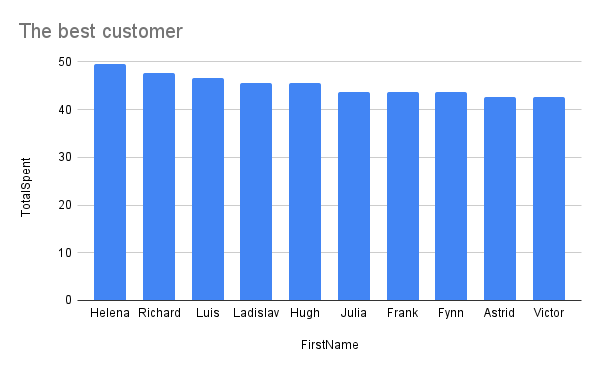 The best customer
50
40
30
20
10
0
TotalSpent
Helena Richard Luis Ladislav Hugh Julia Frank Fynn Astrid Victor
FirstName